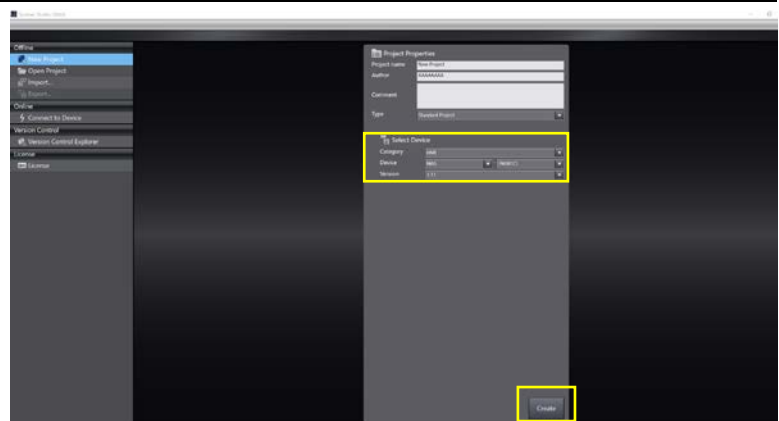 Offline
New Project
Open Project
Import...
Export...
Online
Connect to Device
Version Control
Version Control Explorer
License
License
Project Properties
Project name New Project
Author
Comment
Type Standard Project
Select Device
Category
Device
Version
Create